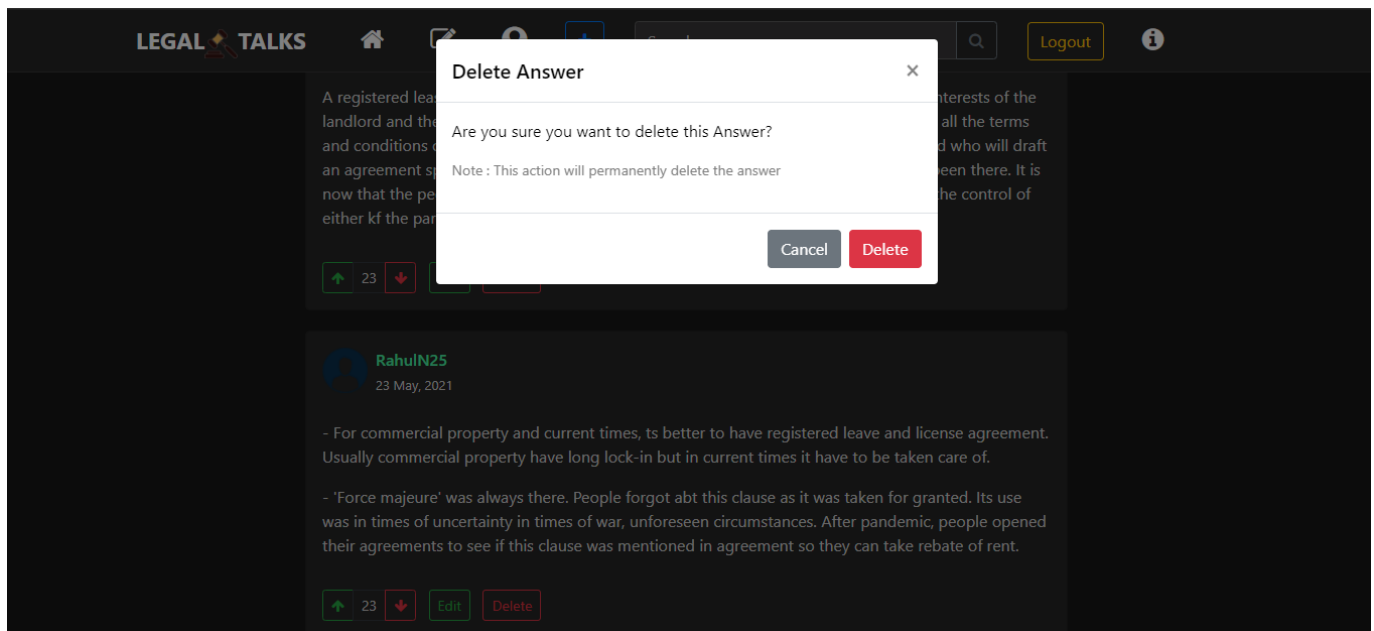 LEGAL TALKS
Logout
Delete Answer
×
A registered
nterests of the
landlord and
all the terms
Are you sure you want to delete this Answer?
and conditions
who will draft
an agreement
Note : This action will permanently delete the answer
been there. It is
now that the
the control of
either kf the
Cancel
Delete
23
RahulN25
23 May, 2021
- For commercial property and current times, ts better to have registered leave and license agreement.
Usually commercial property have long lock-in but in current times it have to be taken care of.
- 'Force majeure' was always there. People forgot abt this clause as it was taken for granted. Its use
was in times of uncertainty in times of war, unforeseen circumstances. After pandemic, people opened
their agreements to see if this clause was mentioned in agreement so they can take rebate of rent.
23
Edit
Delete